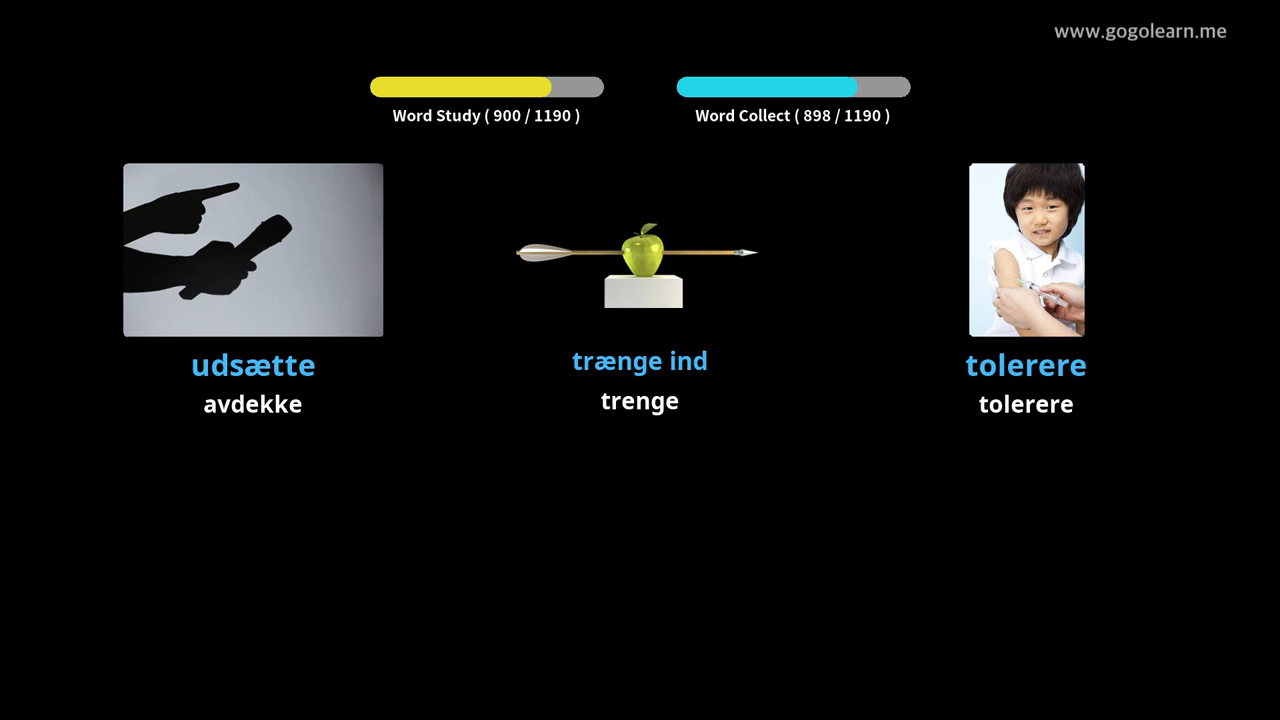 www.gogolearn.me
Word Study ( 900 / 1190 )
Word Collect ( 898 / 1190 )
udsætte
avdekke
trænge ind
trenge
tolerere
tolerere